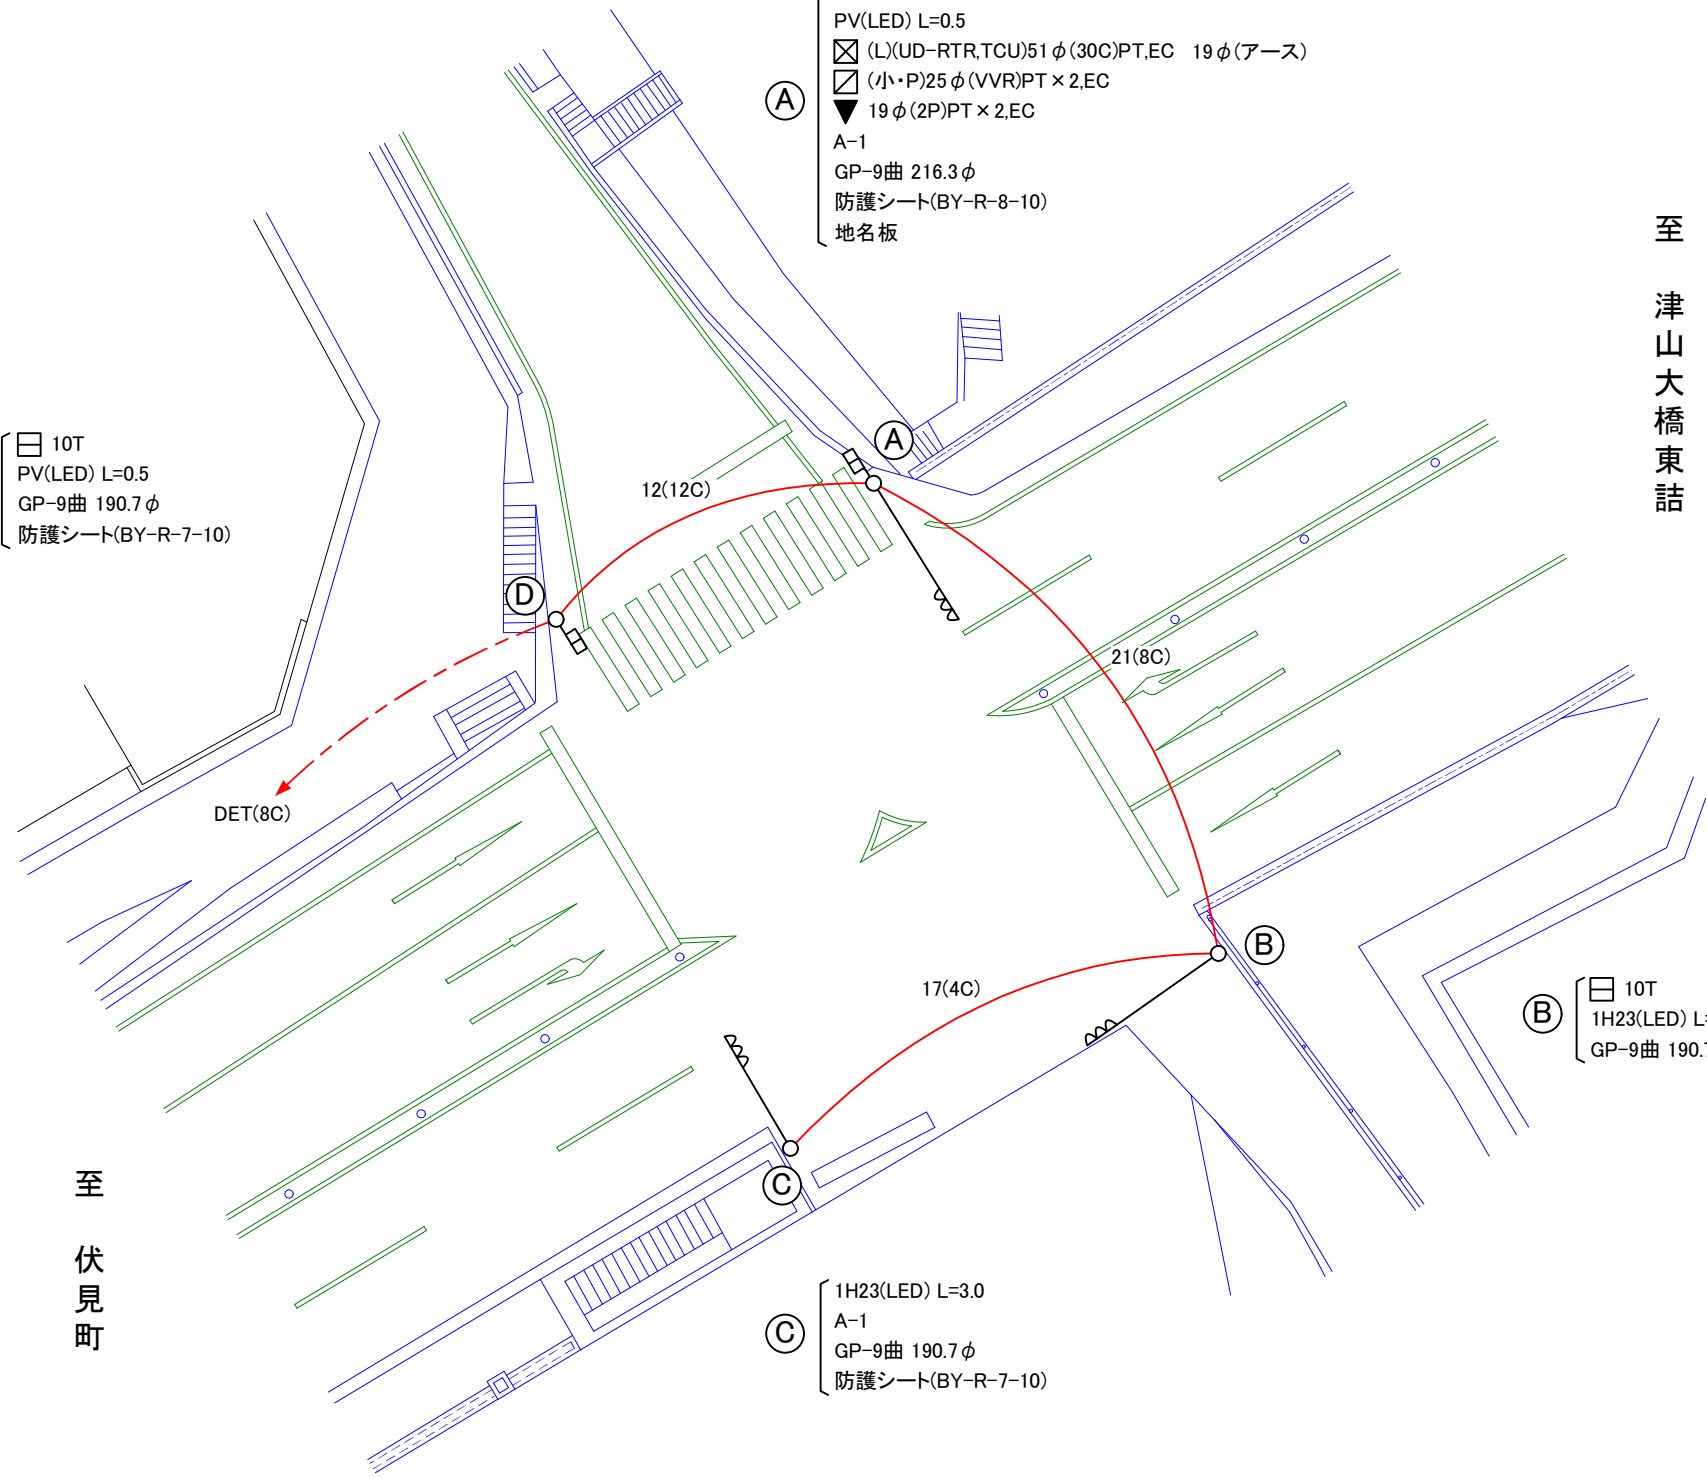 PV(LED) L=0.5
(L)(UD-RTR,TCU)51φ(30C)PT,EC 19φ(アース)
(小・P)25φ(VVR)PT×2,EC
19φ(2P)PT×2,EC
A-1
GP-9曲 216.3φ
防護シート(BY-R-8-10)
地名板
A
至 津山大橋東詰
10T
PV(LED) L=0.5
GP-9曲 190.7φ
防護シート(BY-R-7-10)
A
12(12C)
D
21(8C)
DET(8C)
B
17(4C)
B
10T
1H23(LED) L=
GP-9曲 190.7
C
至 伏見町
C
1H23(LED) L=3.0
A-1
GP-9曲 190.7φ
防護シート(BY-R-7-10)